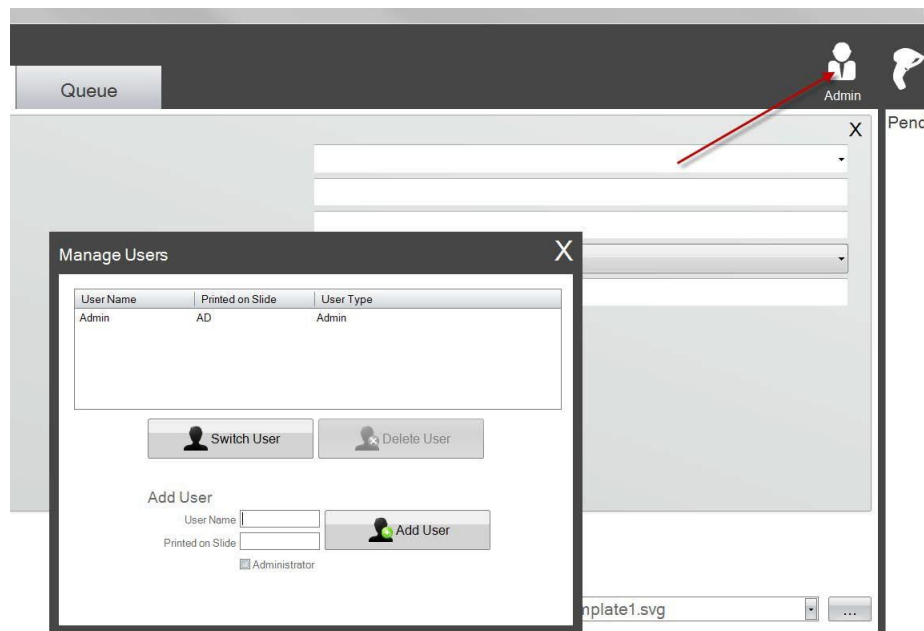 Queue
Admin
X
Pend
Manage Users
X
User Name Printed on Slide User Type
Admin AD Admin
Switch User Delete User
Add User
User Name
Add User
Printed on Slide
Administrator
mplate1.svg
...